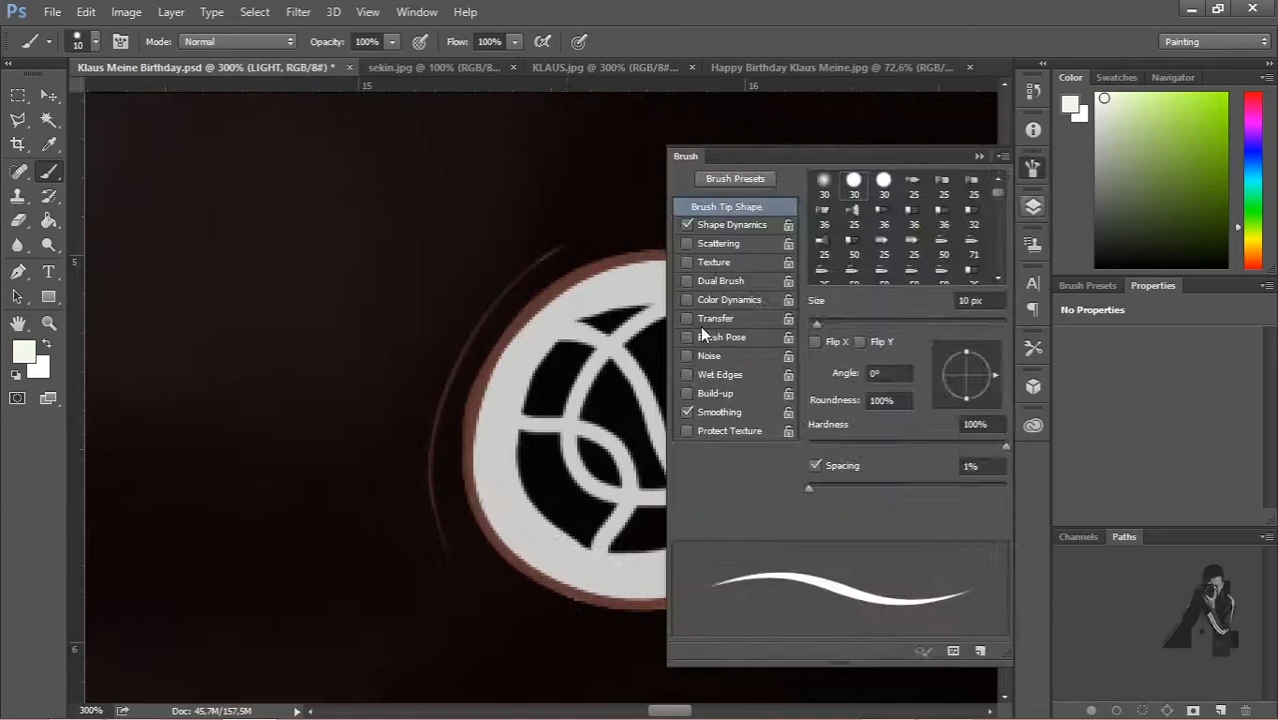 Ps File Edit Image Layer Type Select Filter 3D View Window Help
10 Mode: Normal Opacity: 100% Flow: 100% Painting
Klaus Meine Birthday.psd @ 300% (LIGHT, RGB/8#) * × sekin.jpg @ 100% (RGB/8... × KLAUS.jpg @ 300% (RGB/8#... × Happy Birthday Klaus Meine.jpg @ 72,6% (RGB/... ×
15 16
5
6
Color Swatches Navigator
Brush
Brush Presets
30 30 30 25 25 25
36 25 36 36 36 32
25 50 25 25 50 71
Brush Tip Shape
Shape Dynamics
Scattering
Texture
Dual Brush
Color Dynamics
Transfer
Brush Pose
Noise
Wet Edges
Build-up
Smoothing
Protect Texture
Size 10 px
Flip X Flip Y
Angle: 0°
Roundness: 100%
Hardness 100%
Spacing 1%
Brush Presets Properties
No Properties
Channels Paths
300% Doc: 45,7M/157,5M